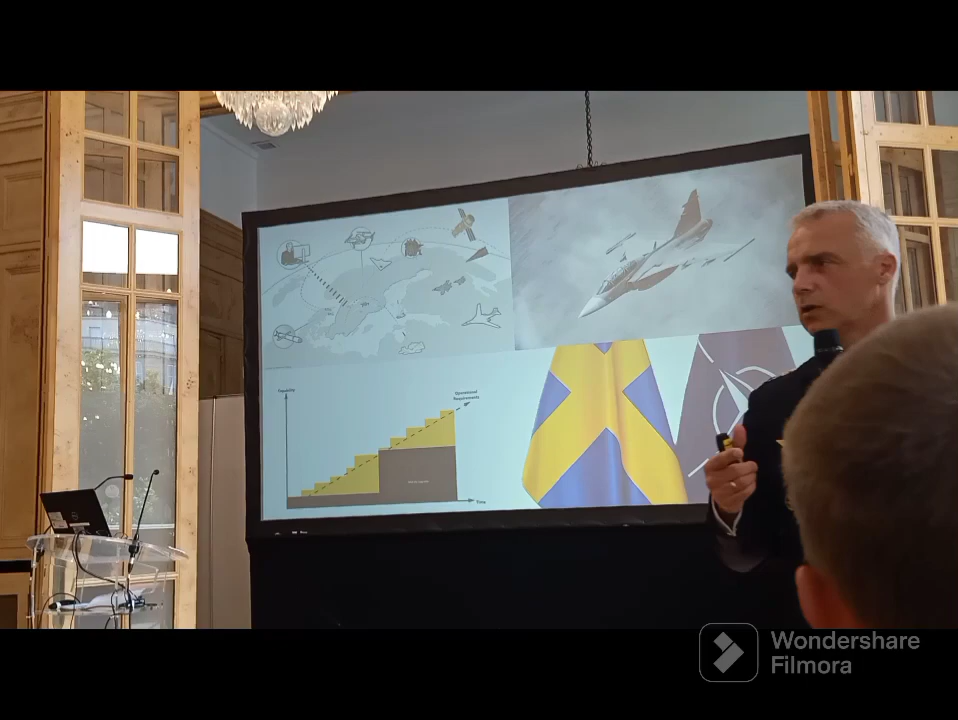 Capability
Operational
Requirements
Time
Wondershare
Filmora